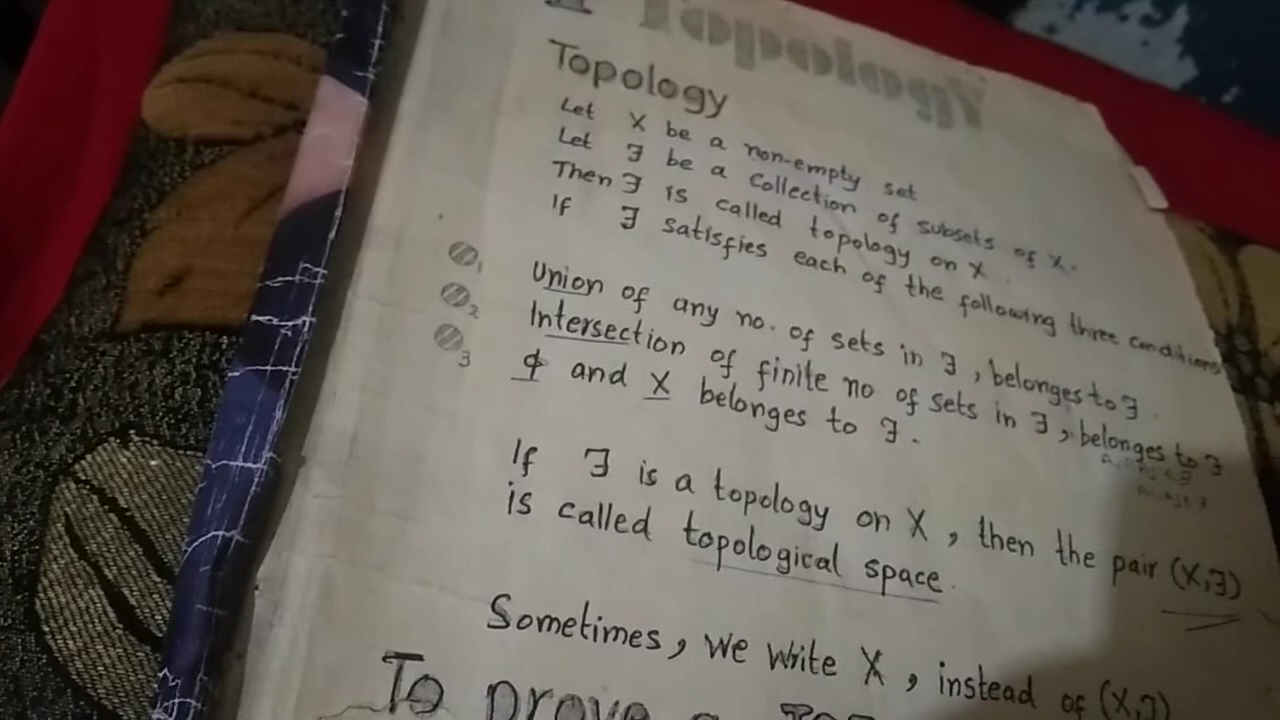 Topology
Topology
Let X be a non-empty set
Let ℑ be a Collection of subsets of X.
Then ℑ is called topology on X.
If ℑ satisfies each of the following three conditions
1 Union of any no. of sets in ℑ, belonges to ℑ.
2 Intersection of finite no of sets in ℑ, belonges to ℑ
3 ϕ and X belonges to ℑ.
If ℑ is a topology on X, then the pair (X,ℑ)
is called topological space.
Sometimes, we write X, instead of (X,ℑ)
To prove a